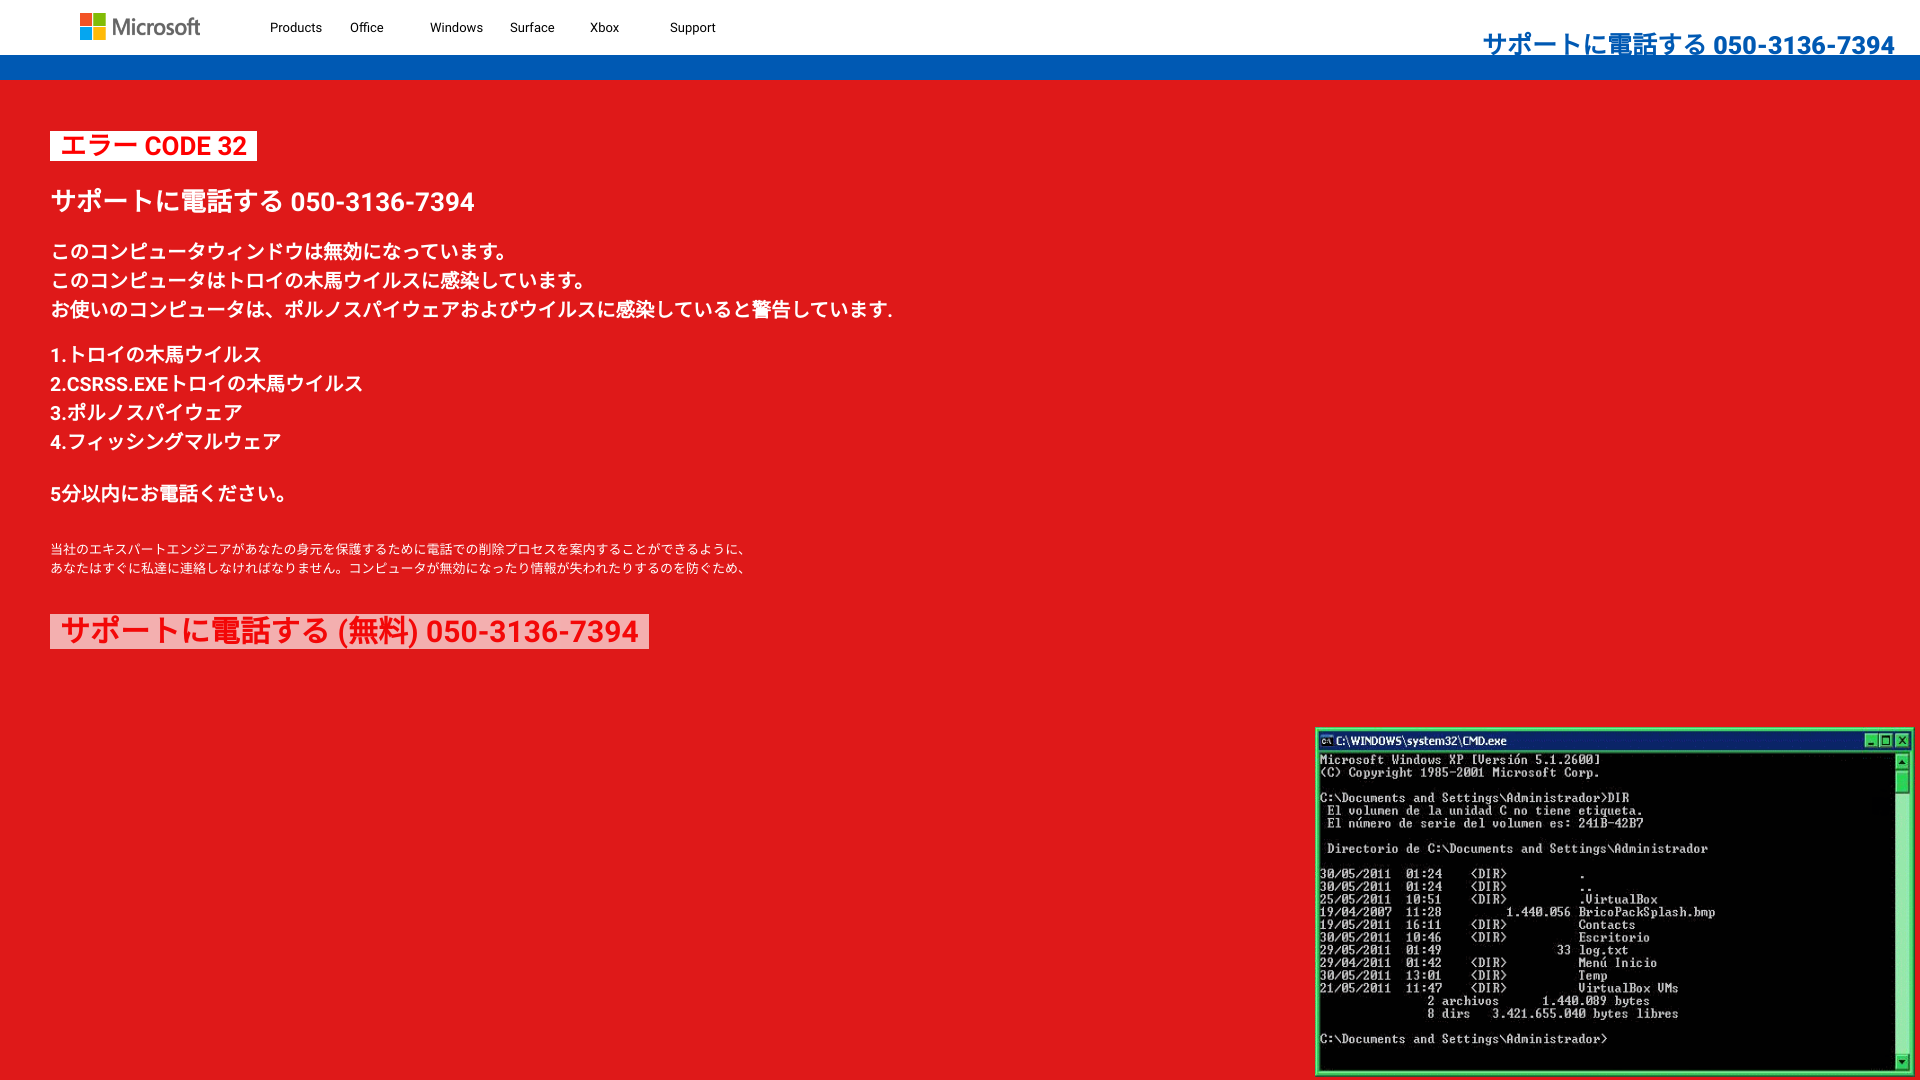 Microsoft
Products Office Windows Surface Xbox Support
サポートに電話する 050-3136-7394
エラー CODE 32
サポートに電話する 050-3136-7394
このコンピュータウィンドウは無効になっています。
このコンピュータはトロイの木馬ウイルスに感染しています。
お使いのコンピュータは、ポルノスパイウェアおよびウイルスに感染していると警告しています.
1.トロイの木馬ウイルス
2.CSRSS.EXEトロイの木馬ウイルス
3.ポルノスパイウェア
4.フィッシングマルウェア
5分以内にお電話ください。
当社のエキスパートエンジニアがあなたの身元を保護するために電話での削除プロセスを案内することができるように、
あなたはすぐに私達に連絡しなければなりません。コンピュータが無効になったり情報が失われたりするのを防ぐため、
サポートに電話する (無料) 050-3136-7394
C:\WINDOWS\system32\CMD.exe
Microsoft Windows XP [Versión 5.1.2600]
(C) Copyright 1985-2001 Microsoft Corp.
C:\Documents and Settings\Administrador>DIR
El volumen de la unidad C no tiene etiqueta.
El número de serie del volumen es: 241B-42B7
Directorio de C:\Documents and Settings\Administrador
30/05/2011 01:24 <DIR> .
30/05/2011 01:24 <DIR> ..
25/05/2011 10:51 <DIR> .VirtualBox
19/04/2007 11:28 1.440.056 BricoPackSplash.bmp
19/05/2011 16:11 <DIR> Contacts
30/05/2011 10:46 <DIR> Escritorio
29/05/2011 01:49 33 log.txt
29/04/2011 01:42 <DIR> Menú Inicio
30/05/2011 13:01 <DIR> Temp
21/05/2011 11:47 <DIR> VirtualBox VMs
2 archivos 1.440.089 bytes
8 dirs 3.421.655.040 bytes libres
C:\Documents and Settings\Administrador>